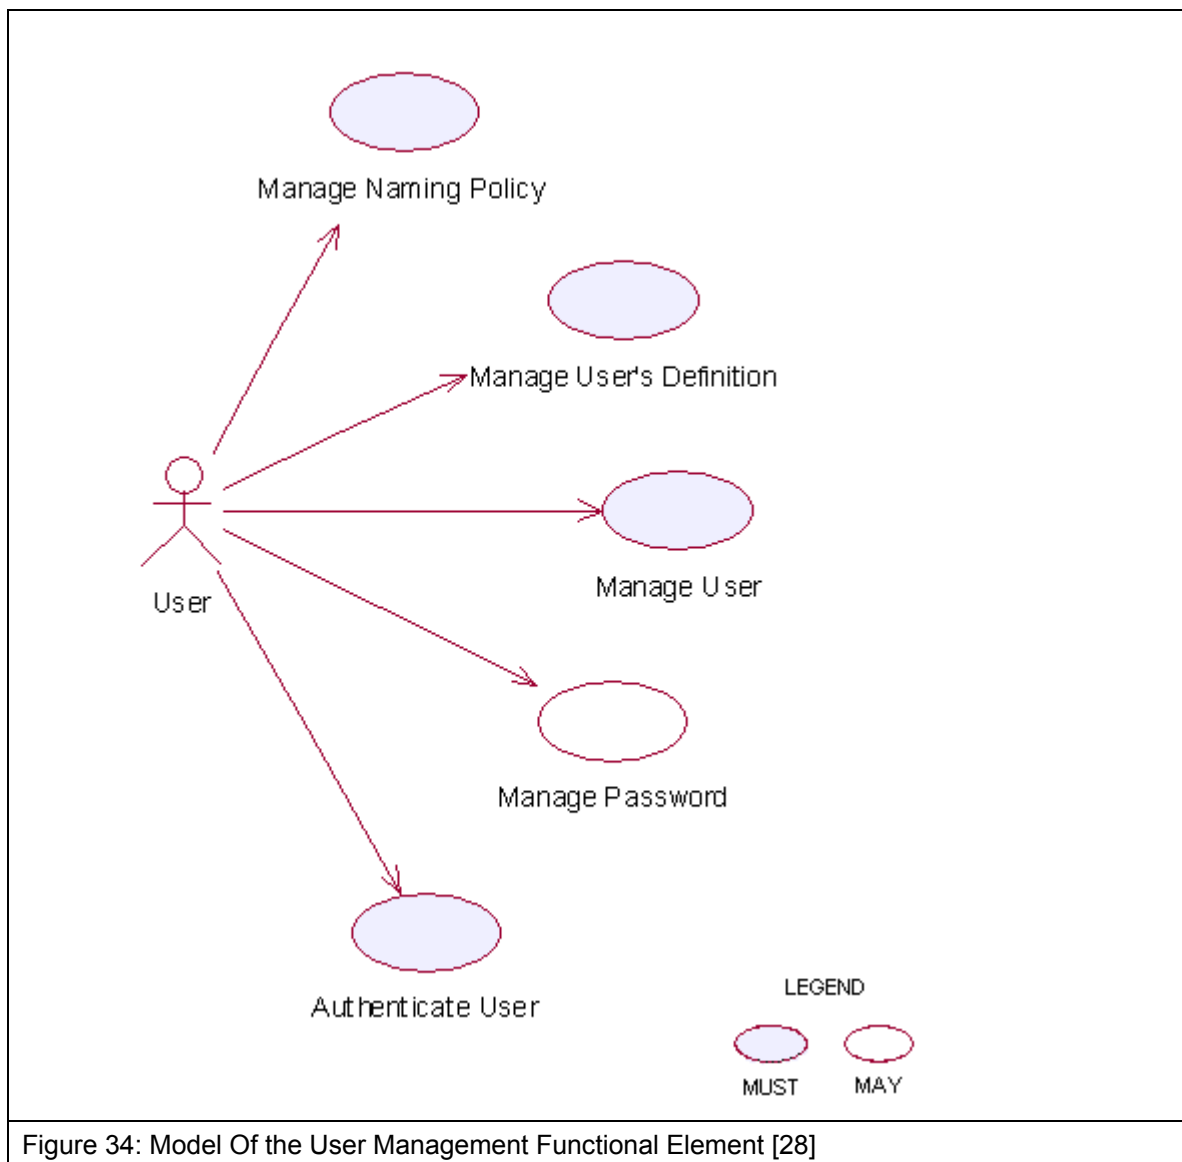 Manage Naming Policy
Manage User's Definition
Manage User
User
Manage Password
Authenticate User
LEGEND
MUST
MAY
Figure 34: Model Of the User Management Functional Element [28]